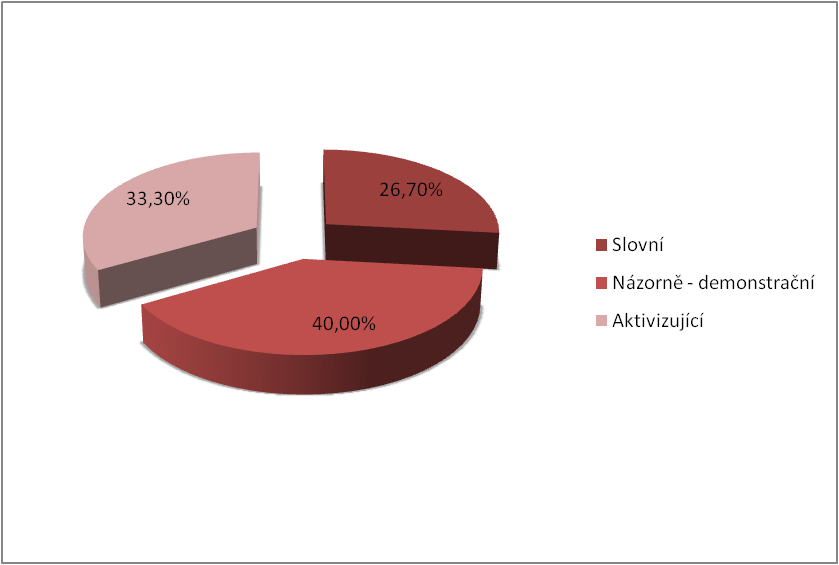 26,70%
33,30%
40,00%
Slovní
Názorně - demonstrační
Aktivizující